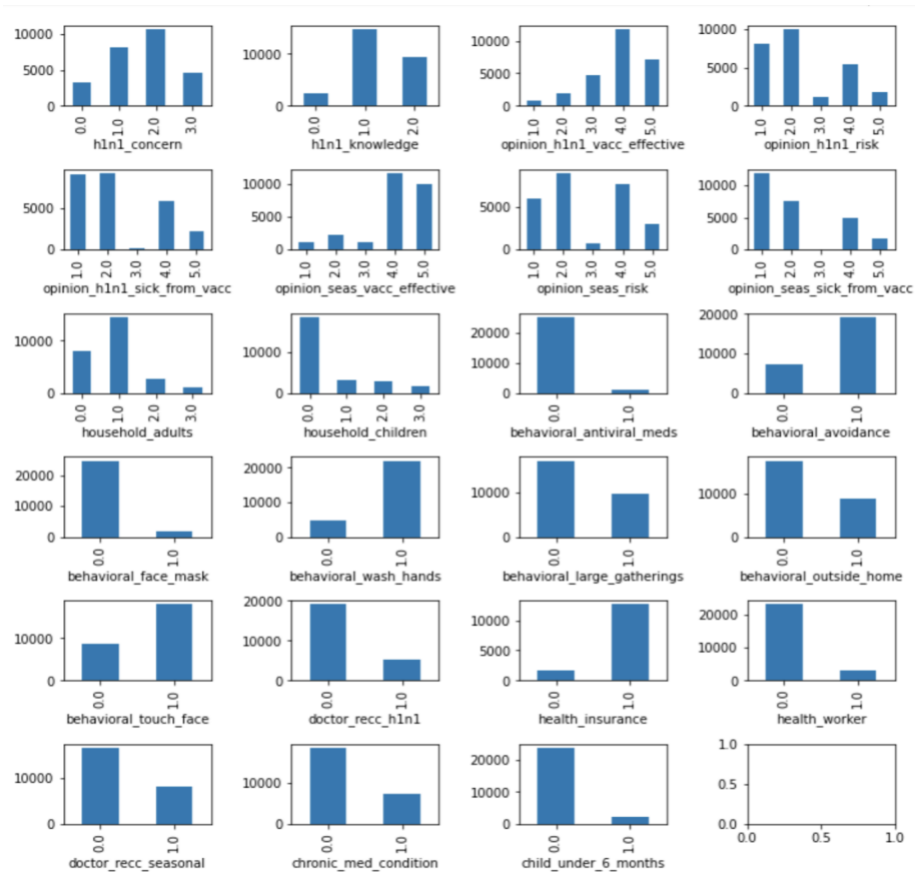 10000
5000
0
0.0 1.0 2.0 3.0
h1n1_concern
10000
0
0.0 1.0 2.0
h1n1_knowledge
10000
5000
0
1.0 2.0 3.0 4.0 5.0
opinion_h1n1_vacc_effective
10000
5000
0
1.0 2.0 3.0 4.0 5.0
opinion_h1n1_risk
5000
0
1.0 2.0 3.0 4.0 5.0
opinion_h1n1_sick_from_vacc
10000
5000
0
1.0 2.0 3.0 4.0 5.0
opinion_seas_vacc_effective
5000
0
1.0 2.0 3.0 4.0 5.0
opinion_seas_risk
10000
5000
0
1.0 2.0 3.0 4.0 5.0
opinion_seas_sick_from_vacc
10000
0
0.0 1.0 2.0 3.0
household_adults
10000
0
0.0 1.0 2.0 3.0
household_children
20000
10000
0
0.0 1.0
behavioral_antiviral_meds
20000
10000
0
0.0 1.0
behavioral_avoidance
20000
10000
0
0.0 1.0
behavioral_face_mask
20000
10000
0
0.0 1.0
behavioral_wash_hands
10000
0
0.0 1.0
behavioral_large_gatherings
10000
0
0.0 1.0
behavioral_outside_home
10000
0
0.0 1.0
behavioral_touch_face
20000
10000
0
0.0 1.0
doctor_recc_h1n1
10000
5000
0
0.0 1.0
health_insurance
20000
10000
0
0.0 1.0
health_worker
10000
0
0.0 1.0
doctor_recc_seasonal
10000
0
0.0 1.0
chronic_med_condition
20000
10000
0
0.0 1.0
child_under_6_months
1.0
0.5
0.0
0.0 0.5 1.0